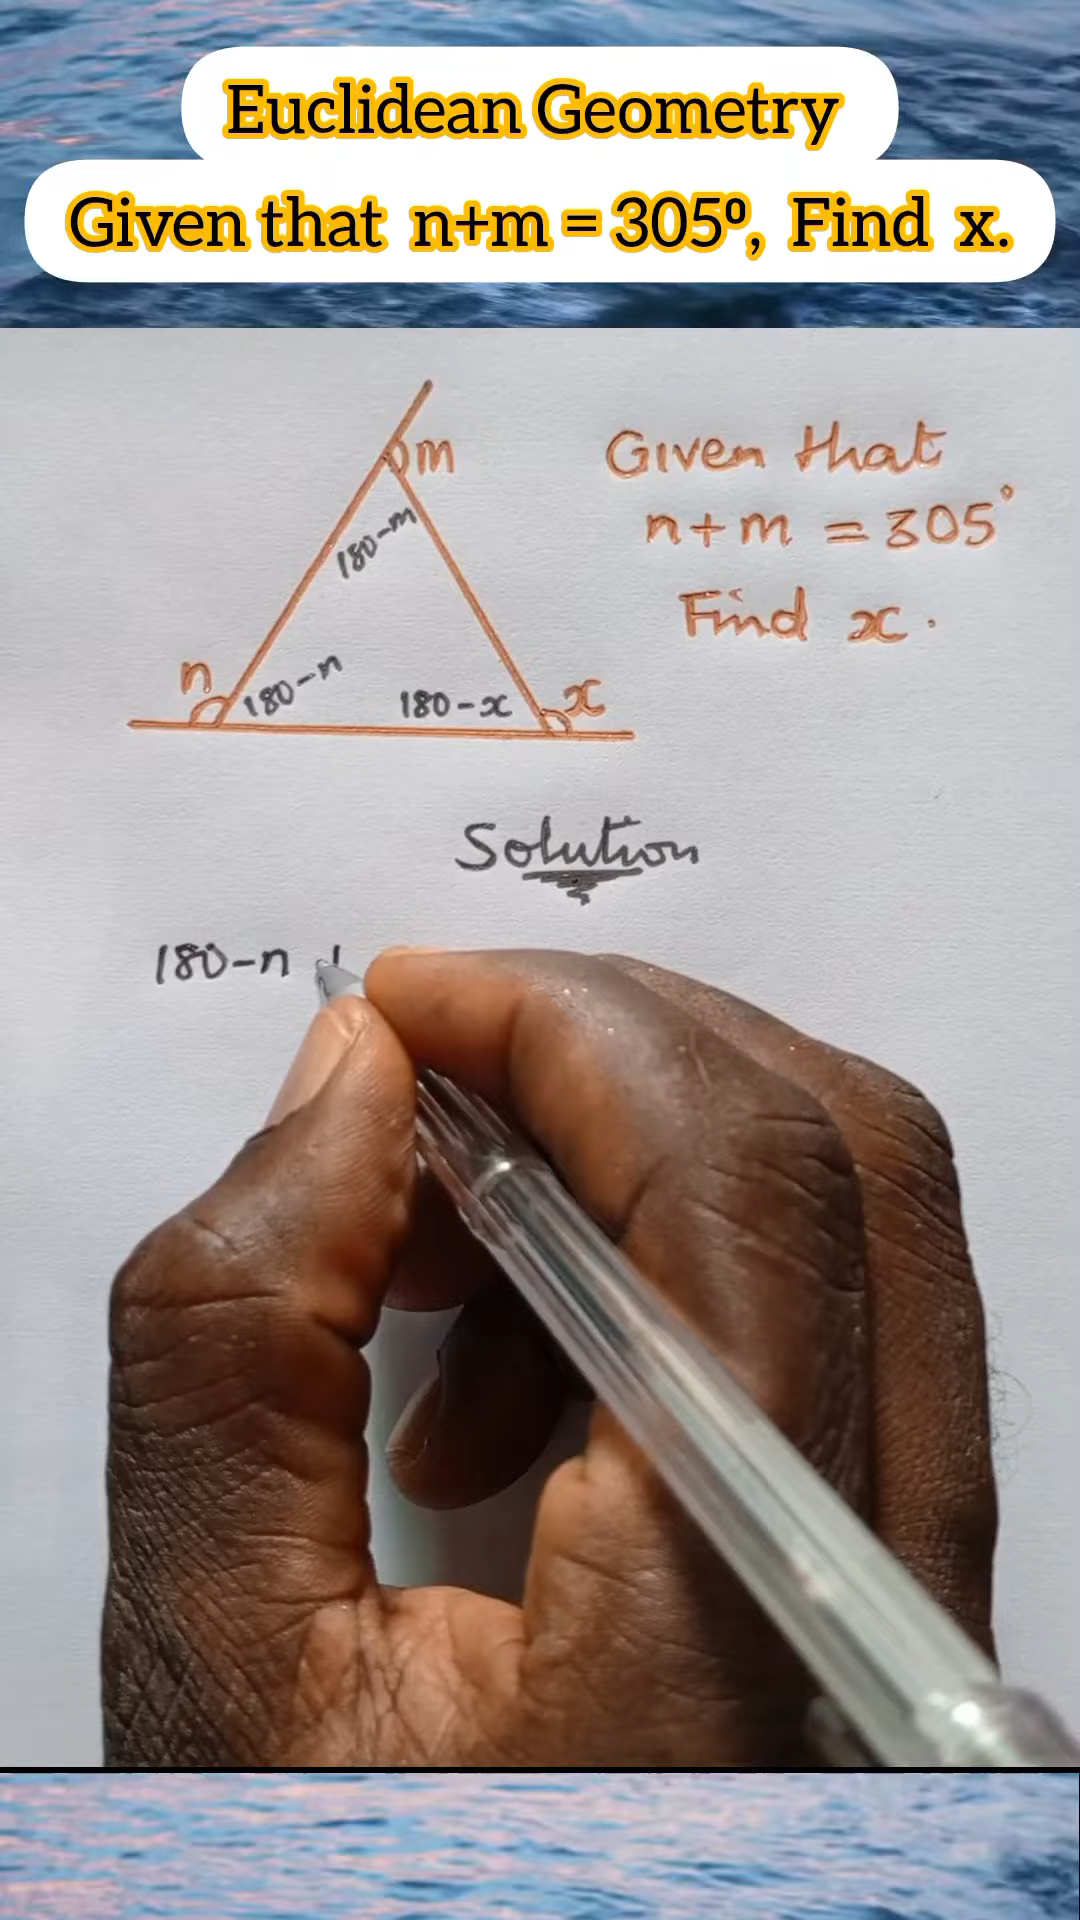 Euclidean Geometry
Given that n+m = 305º, Find x.
m
Given that
n+m = 305°
Find x.
180-m
n
180-n
180-x
x
Solution
180-n +